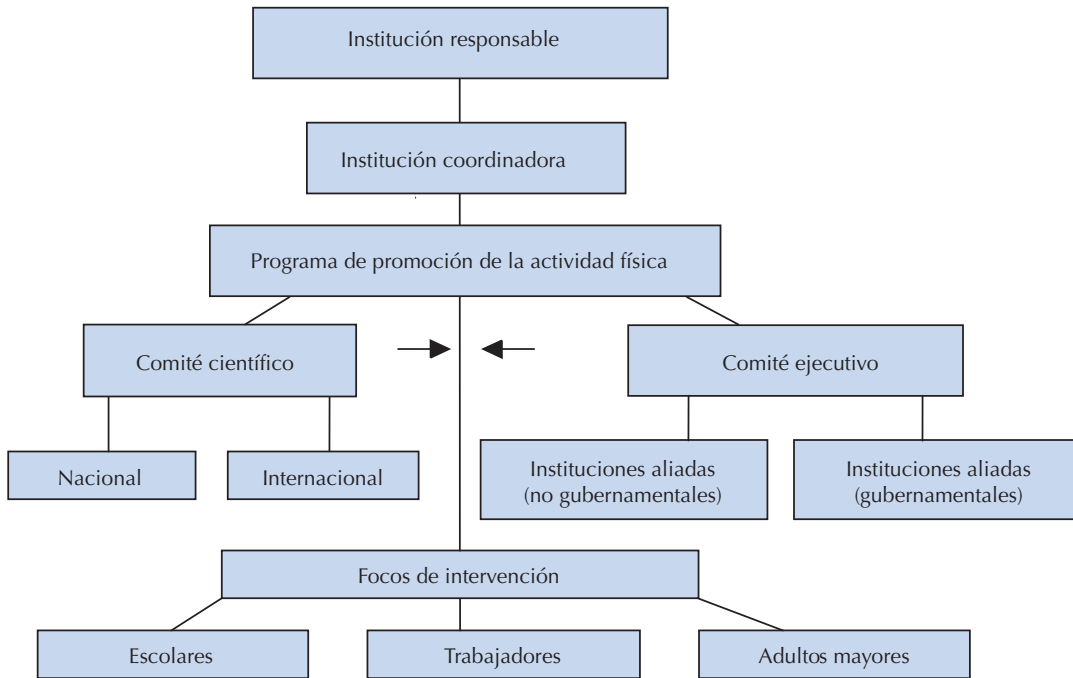 Institución responsable
Institución coordinadora
Programa de promoción de la actividad física
Comité científico
Comité ejecutivo
Nacional
Internacional
Instituciones aliadas
(no gubernamentales)
Instituciones aliadas
(gubernamentales)
Focos de intervención
Escolares
Trabajadores
Adultos mayores